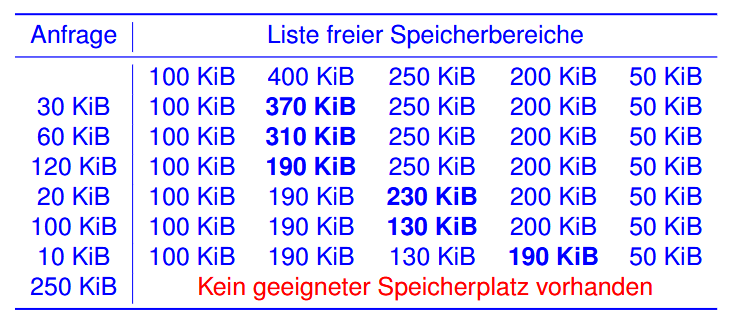 Anfrage Liste freier Speicherbereiche
100 KiB 400 KiB 250 KiB 200 KiB 50 KiB
30 KiB 100 KiB 370 KiB 250 KiB 200 KiB 50 KiB
60 KiB 100 KiB 310 KiB 250 KiB 200 KiB 50 KiB
120 KiB 100 KiB 190 KiB 250 KiB 200 KiB 50 KiB
20 KiB 100 KiB 190 KiB 230 KiB 200 KiB 50 KiB
100 KiB 100 KiB 190 KiB 130 KiB 200 KiB 50 KiB
10 KiB 100 KiB 190 KiB 130 KiB 190 KiB 50 KiB
250 KiB Kein geeigneter Speicherplatz vorhanden